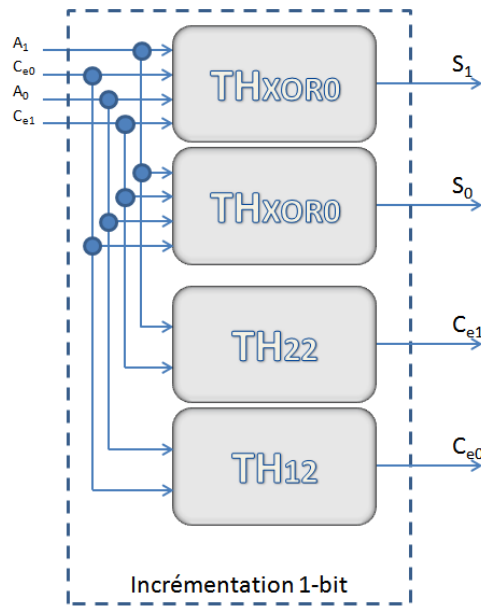 A1
Ce0
A0
Ce1
THXOR0
S1
THXOR0
S0
TH22
Ce1
TH12
Ce0
Incrémentation 1-bit